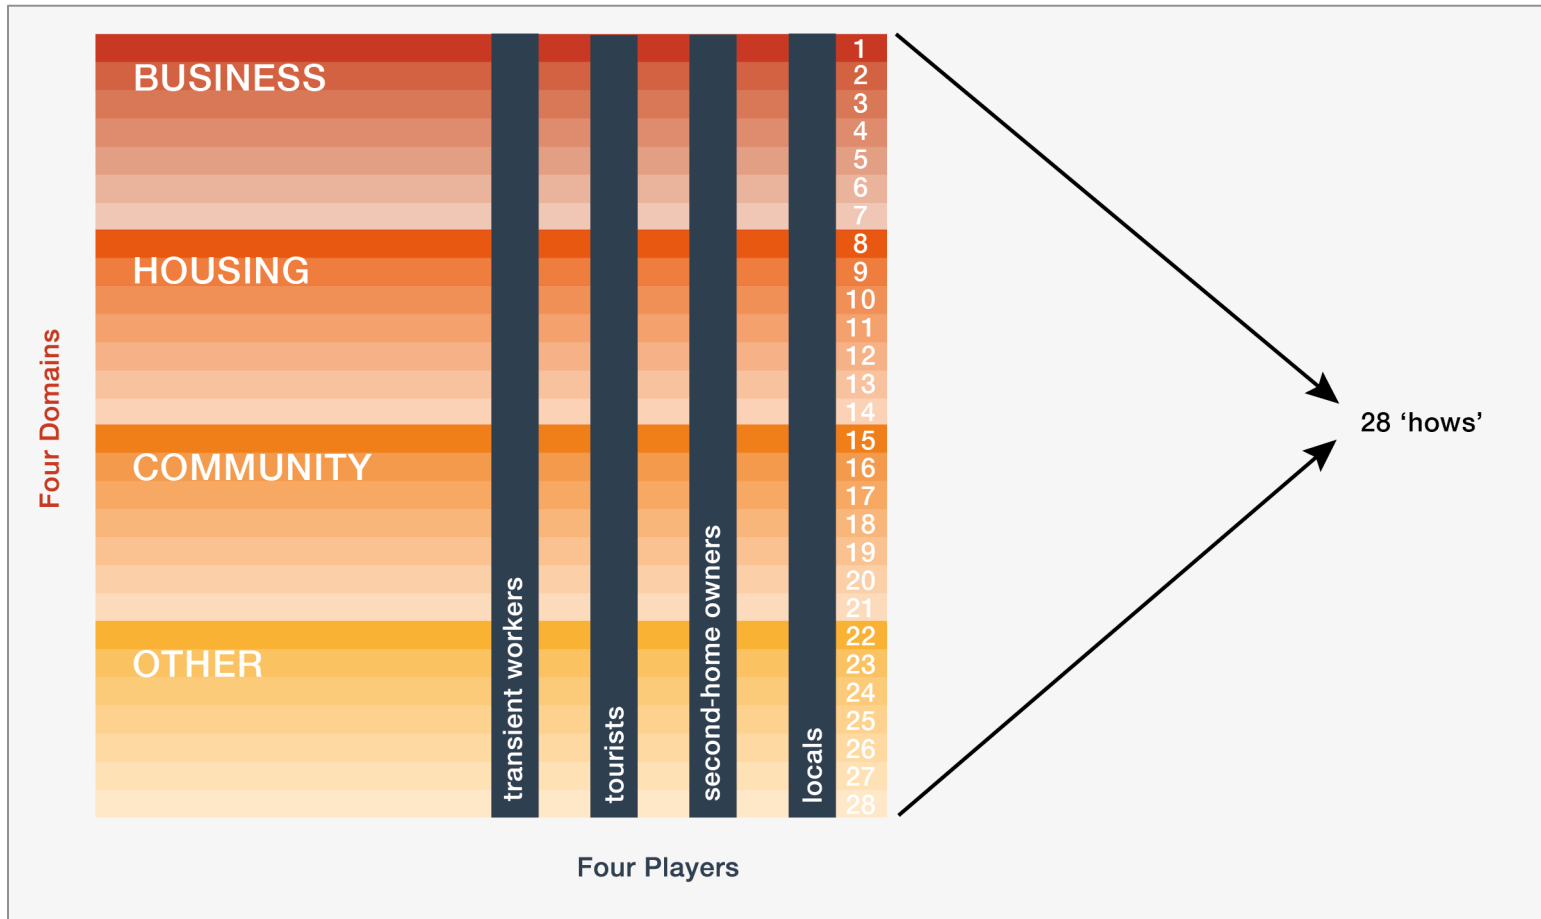 BUSINESS
HOUSING
COMMUNITY
OTHER
Four Domains
transient workers
tourists
second-home owners
locals
1
2
3
4
5
6
7
8
9
10
11
12
13
14
15
16
17
18
19
20
21
22
23
24
25
26
27
28
28 ‘hows’
Four Players